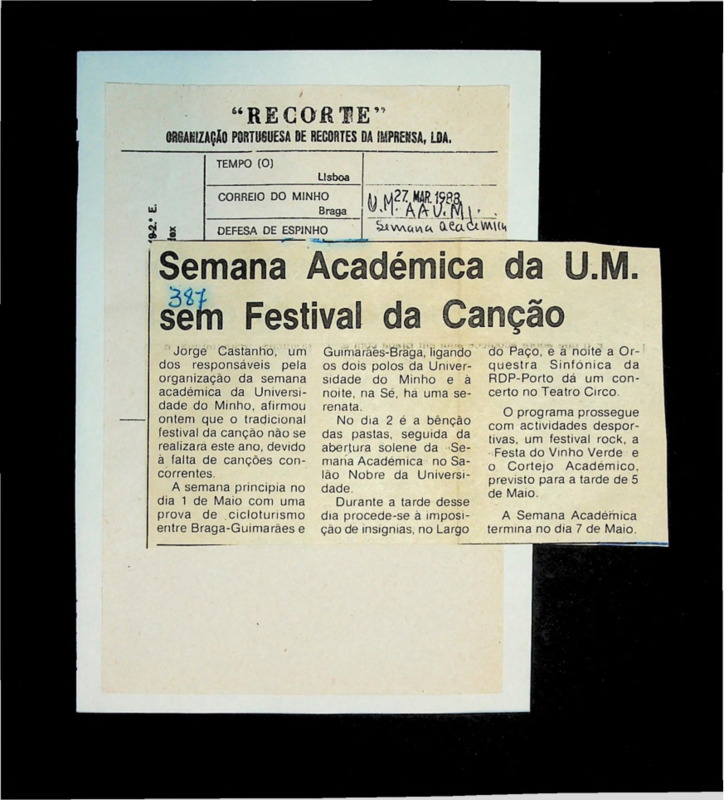 "RECORTE"
ORGANIZAÇÃO PORTUGUESA DE RECORTES DA IMPRENSA, LDA.
TEMPO (O)
Lisboa
CORREIO DO MINHO
Braga
DEFESA DE ESPINHO
27. MAR. 1988
U.M. AAUM
Semana academica
19-2.º E.
Semana Académica da U.M.
387
sem Festival da Canção
Jorge Castanho, um
dos responsáveis pela
organização da semana
académica da Universi-
dade do Minho, afirmou
ontem que o tradicional
festival da canção não se
realizará este ano, devido
à falta de canções con-
correntes.
A semana principia no
dia 1 de Maio com uma
prova de cicloturismo
entre Braga-Guimarães e
Guimarães-Braga, ligando
os dois polos da Univer-
sidade do Minho e à
noite, na Sé, há uma se-
renata.
No dia 2 é a bênção
das pastas, seguida da
abertura solene da Se-
mana Académica no Sa-
lão Nobre da Universi-
dade.
Durante a tarde desse
dia procede-se à imposi-
ção de insígnias, no Largo
do Paço, e à noite a Or-
questra Sinfónica da
RDP-Porto dá um con-
certo no Teatro Circo.
O programa prossegue
com actividades despor-
tivas, um festival rock, a
Festa do Vinho Verde e
o Cortejo Académico,
previsto para a tarde de 5
de Maio.
A Semana Académica
termina no dia 7 de Maio.